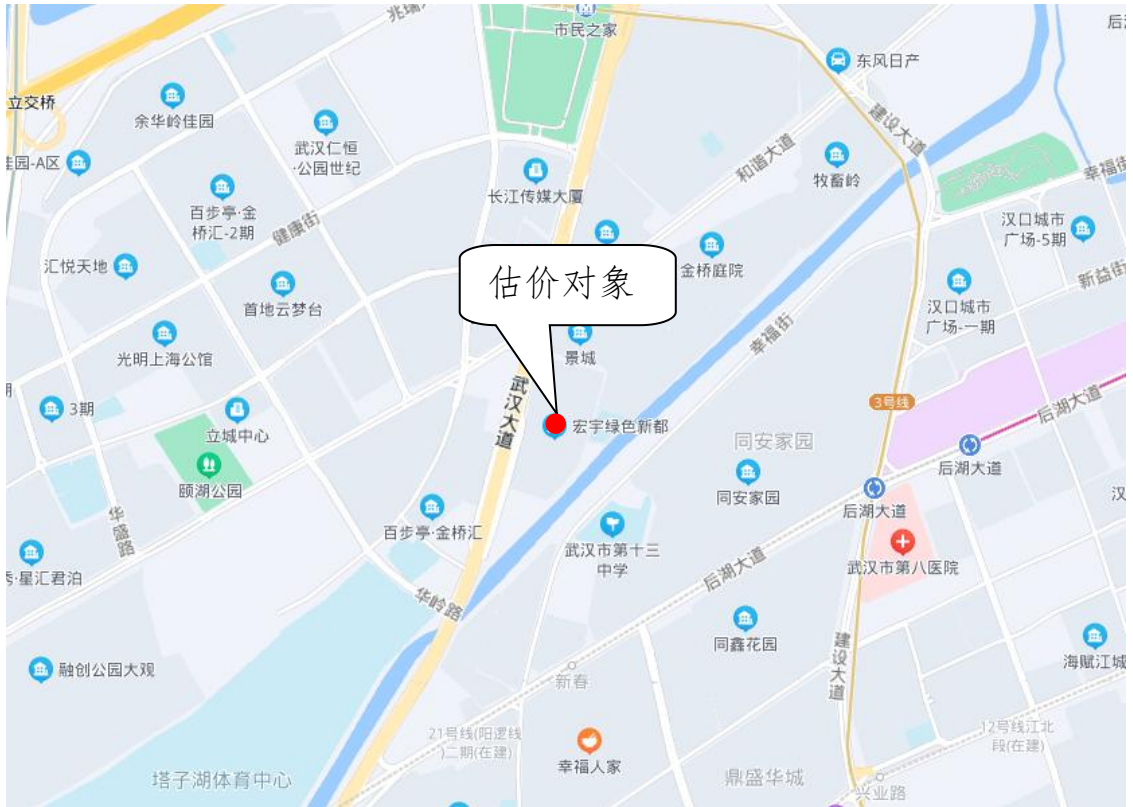 兆瑞
市民之家
后
东风日产
立交桥
余华岭佳园
建设大道
武汉仁恒
·公园世纪
佳园-A区
和谐大道
牧畜岭
幸福街
长江传媒大厦
百步亭·金
桥汇-2期
健康街
汉口城市
广场-5期
汇悦天地
金桥庭院
新益街
估价对象
首地云梦台
汉口城市
广场-一期
幸福街
光明上海公馆
景城
武汉大道
期
3期
3号线
后湖大道
立城中心
宏宇绿色新都
同安家园
后湖大道
颐湖公园
同安家园
后湖大道
汉
华盛路
百步亭·金桥汇
武汉市第十三
中学
后湖大道
武汉市第八医院
秀·星汇君泊
华岭路
同鑫花园
建设大道
海赋江城
融创公园大观
新春
21号线(阳逻线
)二期(在建)
12号线江北
段(在建)
幸福人家
塔子湖体育中心
鼎盛华城
兴业路